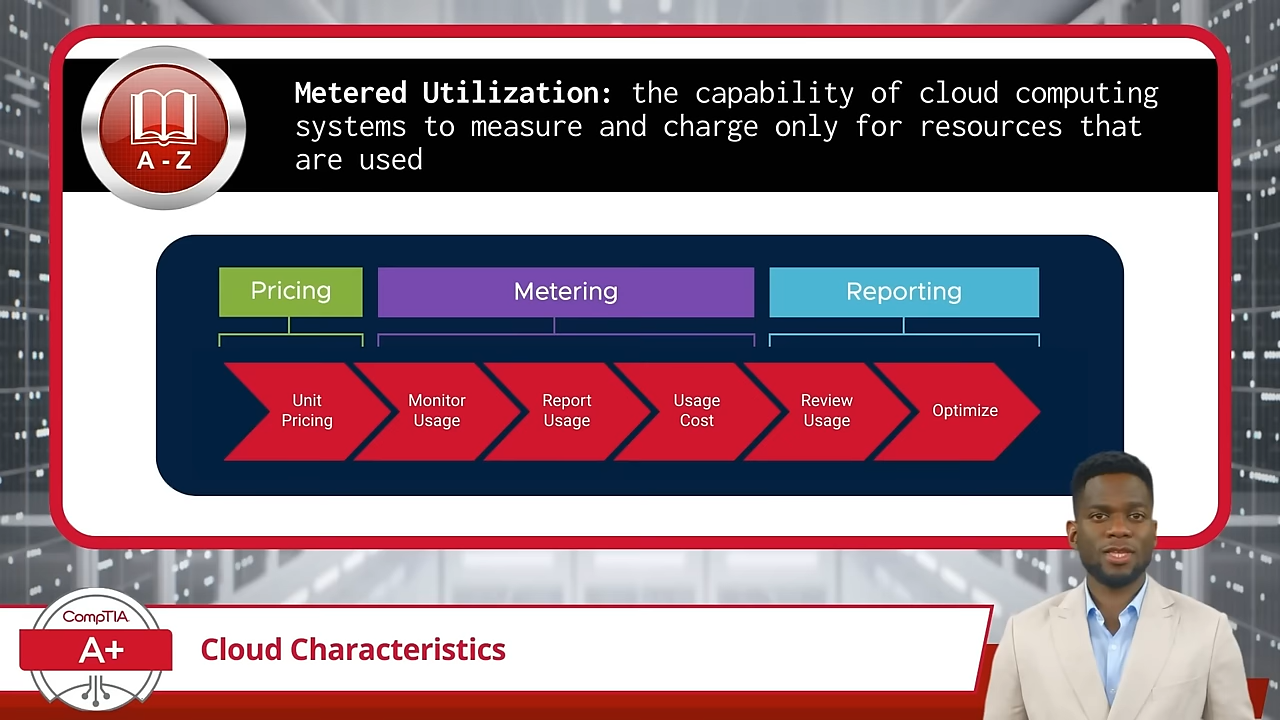 Metered Utilization: the capability of cloud computing
systems to measure and charge only for resources that
are used
A-Z
Pricing
Metering
Reporting
Unit
Pricing
Monitor
Usage
Report
Usage
Usage
Cost
Review
Usage
Optimize
CompTIA
A+
Cloud Characteristics